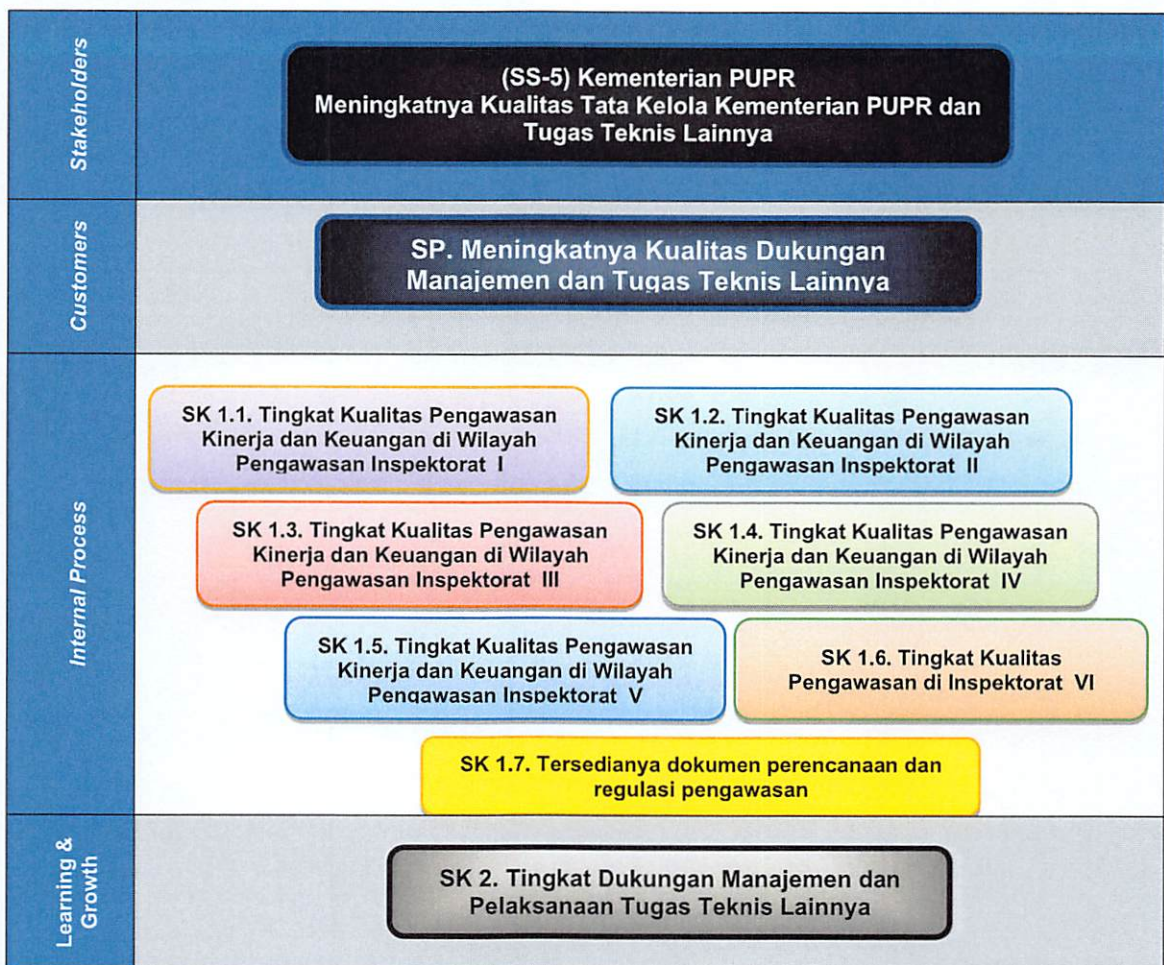 Stakeholders
(SS-5) Kementerian PUPR
Meningkatnya Kualitas Tata Kelola Kementerian PUPR dan
Tugas Teknis Lainnya
Customers
SP. Meningkatnya Kualitas Dukungan
Manajemen dan Tugas Teknis Lainnya
Internal Process
SK 1.1. Tingkat Kualitas Pengawasan
Kinerja dan Keuangan di Wilayah
Pengawasan Inspektorat I
SK 1.2. Tingkat Kualitas Pengawasan
Kinerja dan Keuangan di Wilayah
Pengawasan Inspektorat II
SK 1.3. Tingkat Kualitas Pengawasan
Kinerja dan Keuangan di Wilayah
Pengawasan Inspektorat III
SK 1.4. Tingkat Kualitas Pengawasan
Kinerja dan Keuangan di Wilayah
Pengawasan Inspektorat IV
SK 1.5. Tingkat Kualitas Pengawasan
Kinerja dan Keuangan di Wilayah
Pengawasan Inspektorat V
SK 1.6. Tingkat Kualitas
Pengawasan di Inspektorat VI
SK 1.7. Tersedianya dokumen perencanaan dan
regulasi pengawasan
Learning &
Growth
SK 2. Tingkat Dukungan Manajemen dan
Pelaksanaan Tugas Teknis Lainnya